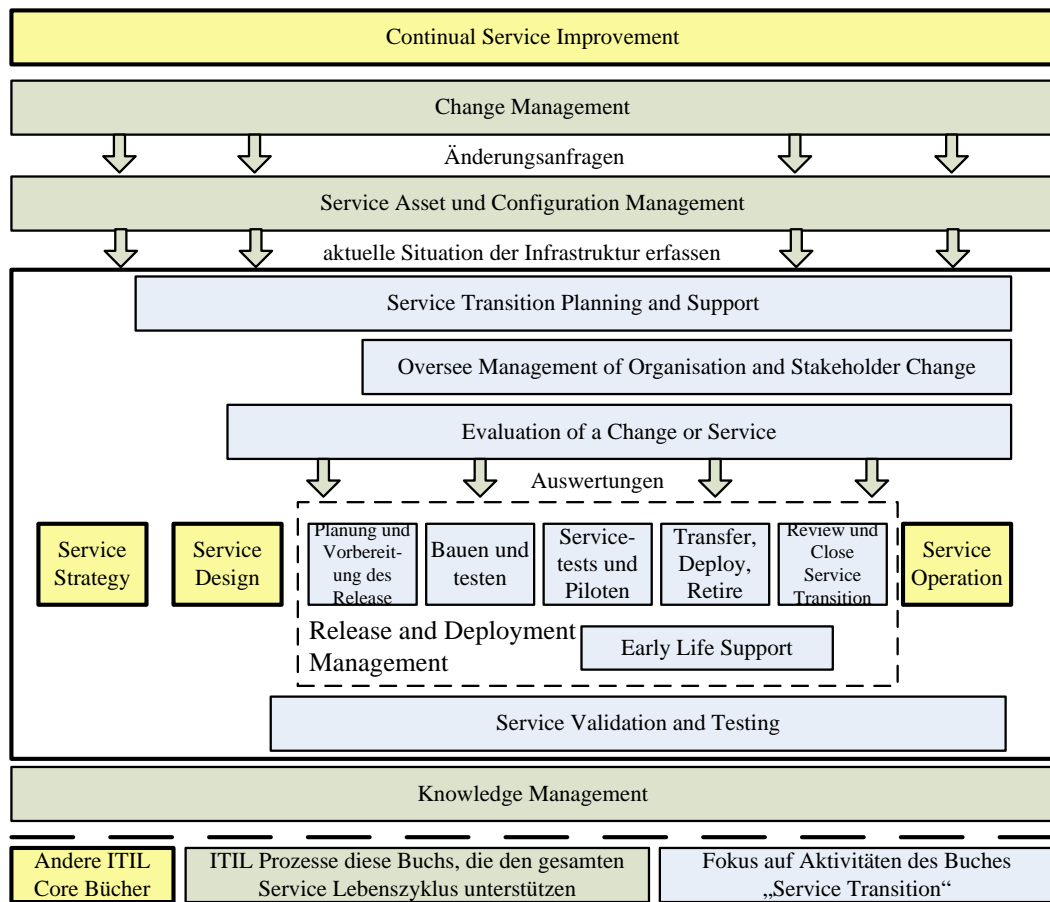 Continual Service Improvement
Change Management
Änderungsanfragen
Service Asset und Configuration Management
aktuelle Situation der Infrastruktur erfassen
Service Transition Planning and Support
Oversee Management of Organisation and Stakeholder Change
Evaluation of a Change or Service
Auswertungen
Service
Strategy
Service
Design
Planung und
Vorbereit-
ung des
Release
Bauen und
testen
Service-
tests und
Piloten
Transfer,
Deploy,
Retire
Review und
Close
Service
Transition
Service
Operation
Release and Deployment
Management
Early Life Support
Service Validation and Testing
Knowledge Management
Andere ITIL
Core Bücher
ITIL Prozesse diese Buchs, die den gesamten
Service Lebenszyklus unterstützen
Fokus auf Aktivitäten des Buches
„Service Transition“